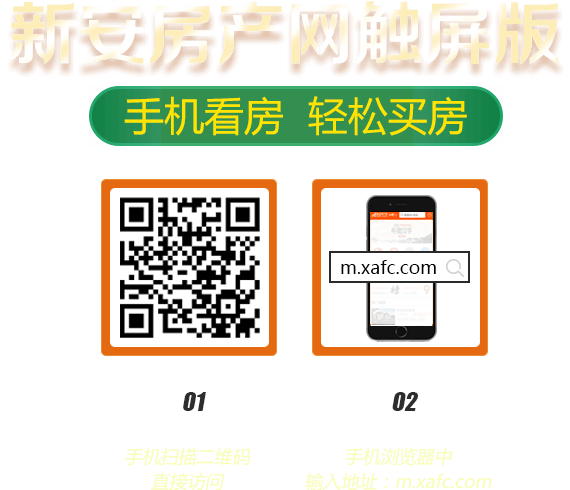 新安房产网触屏版
手机看房 轻松买房
m.xafc.com
01
02
手机扫描二维码
直接访问
手机浏览器中
输入地址：m.xafc.com